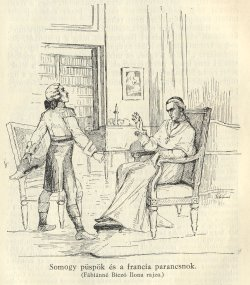 Somogy püspök és a francia parancsnok.
(Fábiánné Biczó Ilona rajza.)